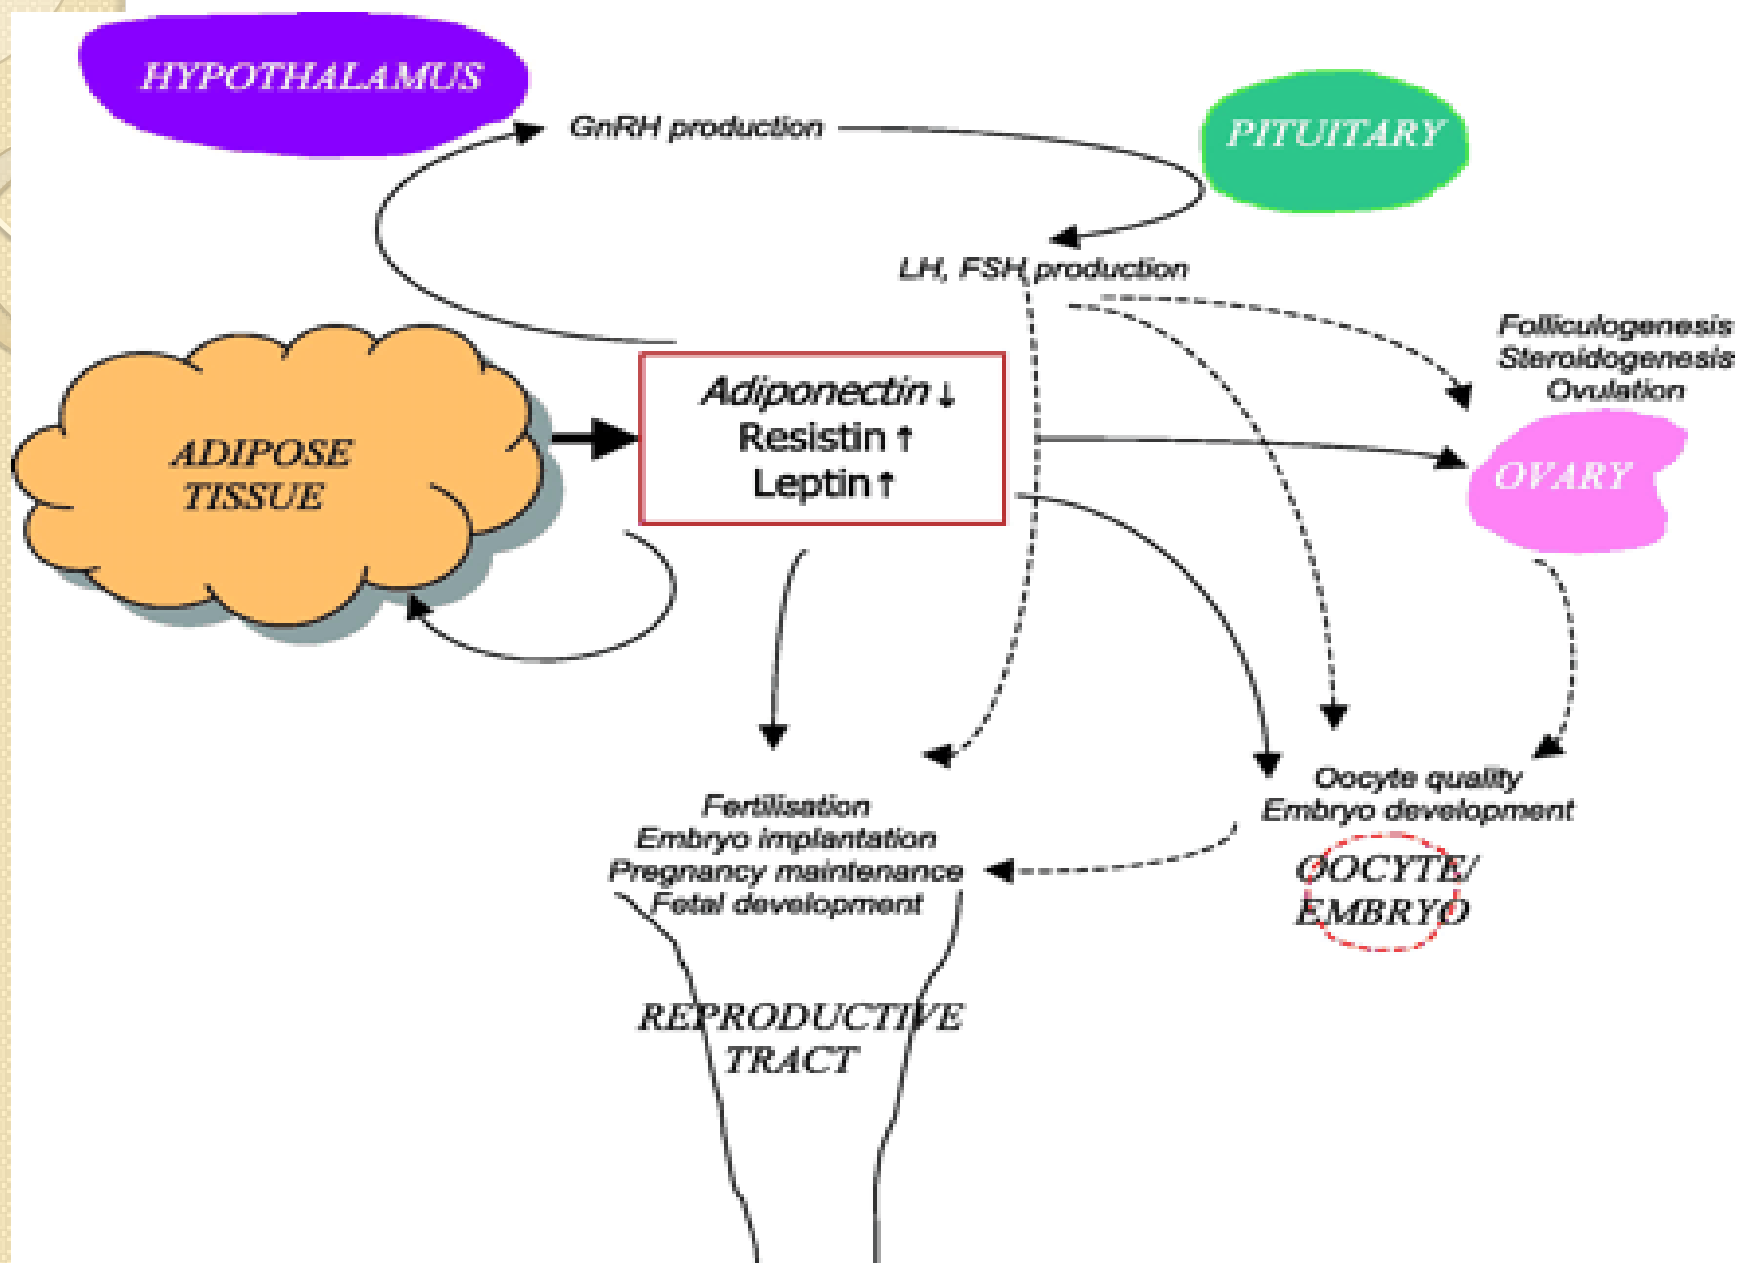 HYPOTHALAMUS
GnRH production
PITUITARY
LH, FSH production
Folliculogenesis
Steroidogenesis
Ovulation
Adiponectin ↓
Resistin ↑
Leptin ↑
ADIPOSE
TISSUE
OVARY
Oocyte quality
Embryo development
Fertilisation
Embryo implantation
Pregnancy maintenance
Fetal development
OOCYTE/
EMBRYO
REPRODUCTIVE
TRACT